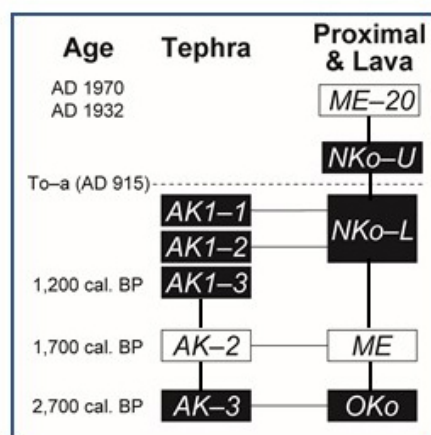 Age Tephra Proximal & Lava
AD 1970
AD 1932
ME–20
NKo–U
To–a (AD 915)
AK1–1
NKo–L
AK1–2
1,200 cal. BP AK1–3
1,700 cal. BP AK–2 ME
2,700 cal. BP AK–3 OKo